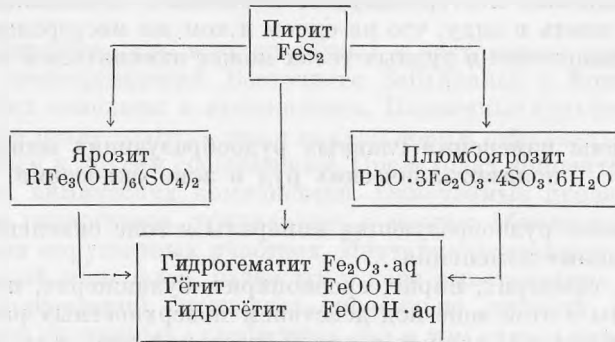 Пирит
FeS₂
Ярозит
RFe₃(OH)₆(SO₄)₂
Плюмбоярозит
PbO·3Fe₂O₃·4SO₃·6H₂O
Гидрогематит Fe₂O₃·aq
Гётит FeOOH
Гидрогётит FeOOH·aq